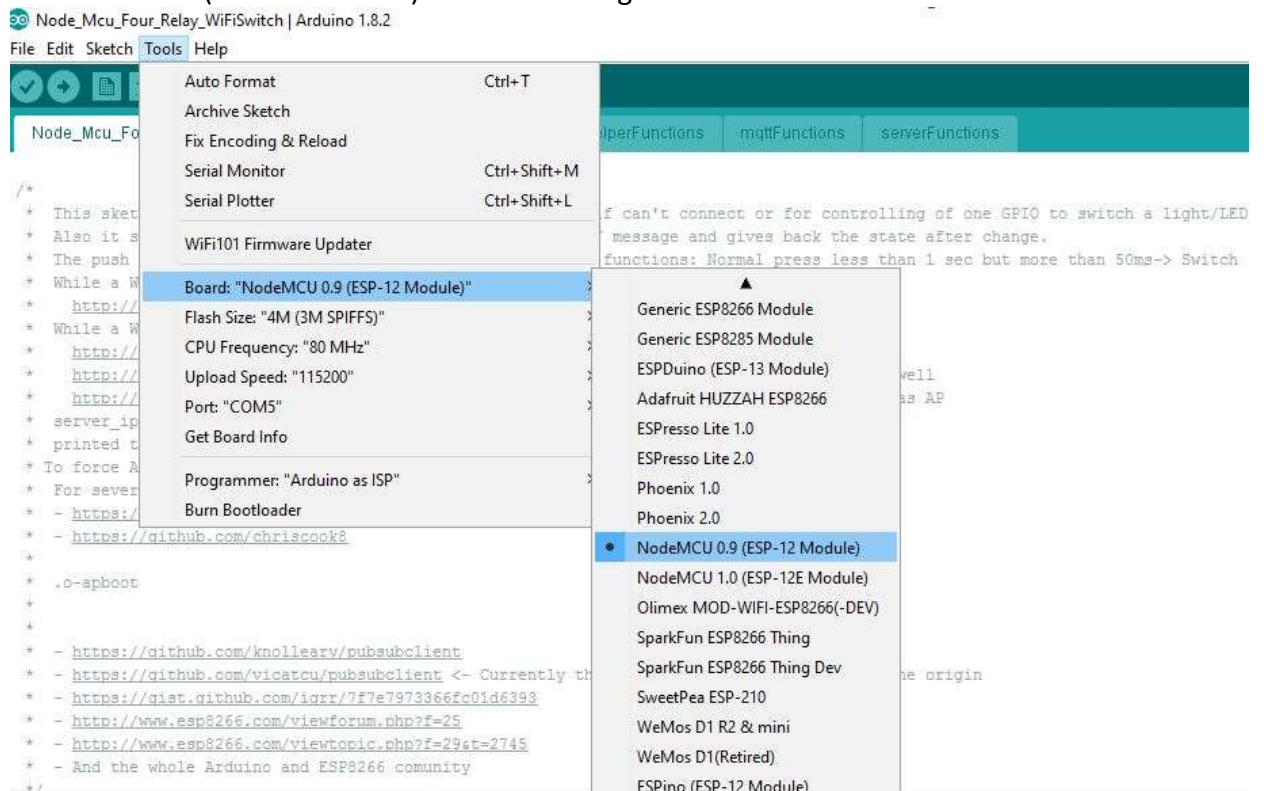 Node_Mcu_Four_Relay_WiFiSwitch | Arduino 1.8.2
File Edit Sketch Tools Help
Auto Format Ctrl+T
Archive Sketch
Fix Encoding & Reload
Serial Monitor Ctrl+Shift+M
Serial Plotter Ctrl+Shift+L
WiFi101 Firmware Updater
Board: "NodeMCU 0.9 (ESP-12 Module)"
Flash Size: "4M (3M SPIFFS)"
CPU Frequency: "80 MHz"
Upload Speed: "115200"
Port: "COM5"
Get Board Info
Programmer: "Arduino as ISP"
Burn Bootloader
Generic ESP8266 Module
Generic ESP8285 Module
ESPDuino (ESP-13 Module)
Adafruit HUZZAH ESP8266
ESPresso Lite 1.0
ESPresso Lite 2.0
Phoenix 1.0
Phoenix 2.0
NodeMCU 0.9 (ESP-12 Module)
NodeMCU 1.0 (ESP-12E Module)
Olimex MOD-WIFI-ESP8266(-DEV)
SparkFun ESP8266 Thing
SparkFun ESP8266 Thing Dev
SweetPea ESP-210
WeMos D1 R2 & mini
WeMos D1(Retired)
ESPino (ESP-12 Module)
Node_Mcu_Fo lperFunctions mqttFunctions serverFunctions
/*
* This sket f can't connect or for controlling of one GPIO to switch a light/LED
* Also it s message and gives back the state after change.
* The push functions: Normal press less than 1 sec but more than 50ms-> Switch
* While a W
* http://
* While a W
* http://
* http:// well
* http:// as AP
* server_ip
* printed t
* To force A
* For sever
* - https:/
* - https://github.com/chriscook8
*
* .o-apboot
*
*
* - https://github.com/knolleary/pubsubclient
* - https://github.com/vicatcu/pubsubclient <- Currently th he origin
* - https://gist.github.com/igrr/7f7e7973366fc01d6393
* - http://www.esp8266.com/viewforum.php?f=25
* - http://www.esp8266.com/viewtopic.php?f=29&t=2745
* - And the whole Arduino and ESP8266 comunity
*/